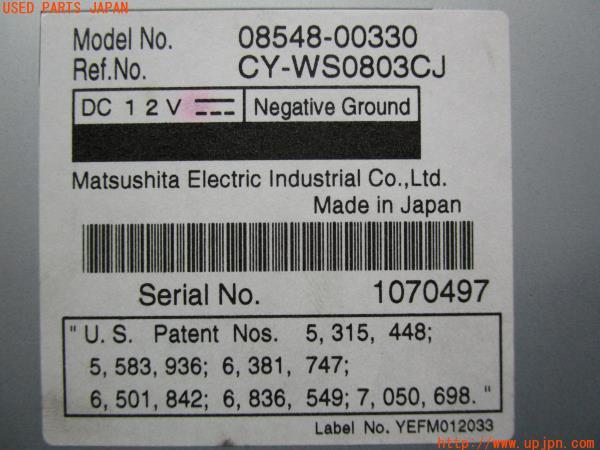 USED PARTS JAPAN
Model No. 08548-00330
Ref.No. CY-WS0803CJ
DC 12V Negative Ground
Matsushita Electric Industrial Co.,Ltd.
Made in Japan
Serial No. 1070497
"U.S. Patent Nos. 5,315,448;
5,583,936; 6,381,747;
6,501,842; 6,836,549; 7,050,698."
Label No. YEFM012033
http://www.upjpn.com/